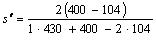 s* = 2(400 − 104) / 1·430 + 400 − 2·104